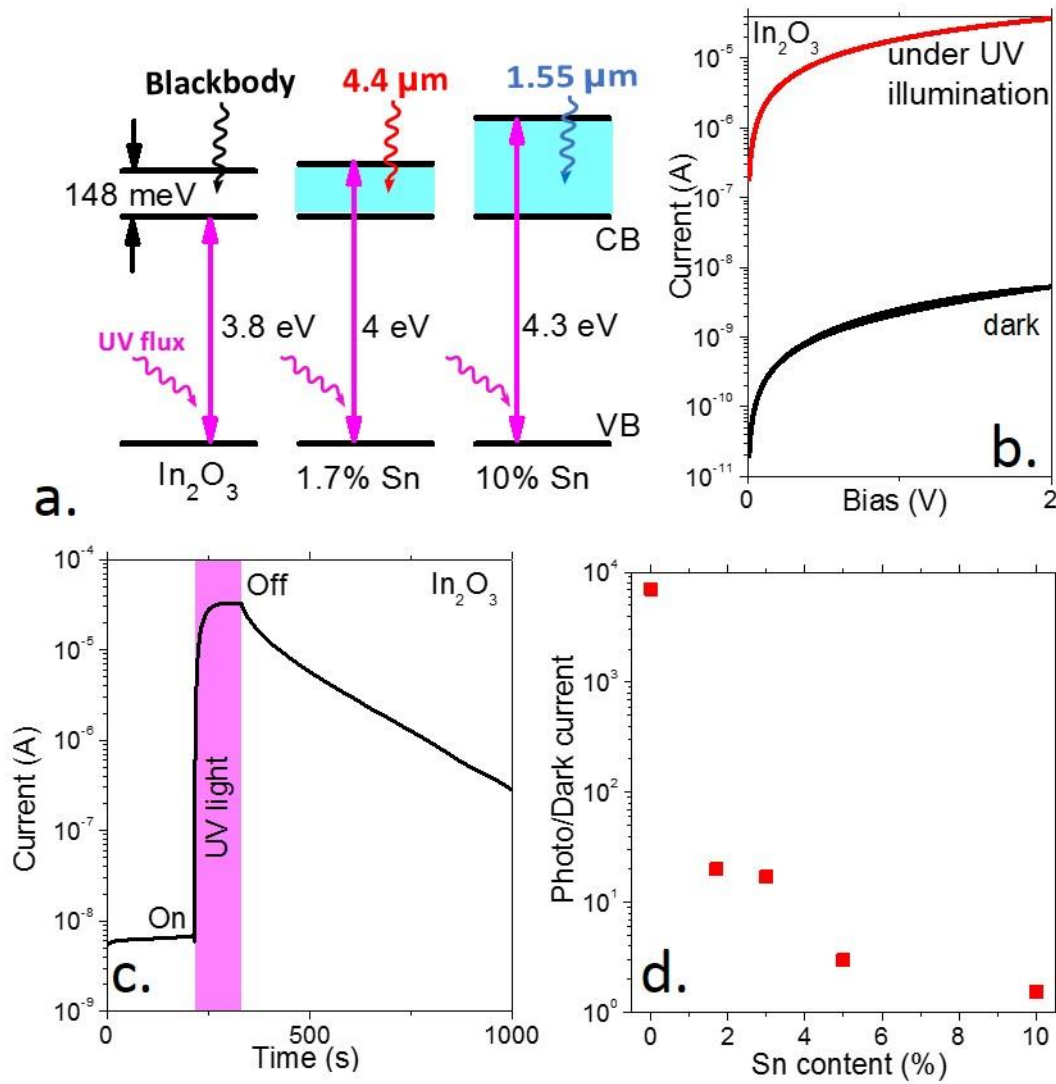 Blackbody
4.4 µm
1.55 µm
148 meV
CB
3.8 eV
4 eV
4.3 eV
UV flux
VB
In₂O₃
1.7% Sn
10% Sn
a.
In₂O₃
under UV
illumination
dark
10⁻⁵
10⁻⁶
10⁻⁷
10⁻⁸
10⁻⁹
10⁻¹⁰
10⁻¹¹
Current (A)
0
2
Bias (V)
b.
10⁻⁴
10⁻⁵
10⁻⁶
10⁻⁷
10⁻⁸
10⁻⁹
Current (A)
Off
In₂O₃
UV light
On
c.
0
500
1000
Time (s)
10⁴
10³
10²
10¹
10⁰
Photo/Dark current
d.
0
2
4
6
8
10
Sn content (%)